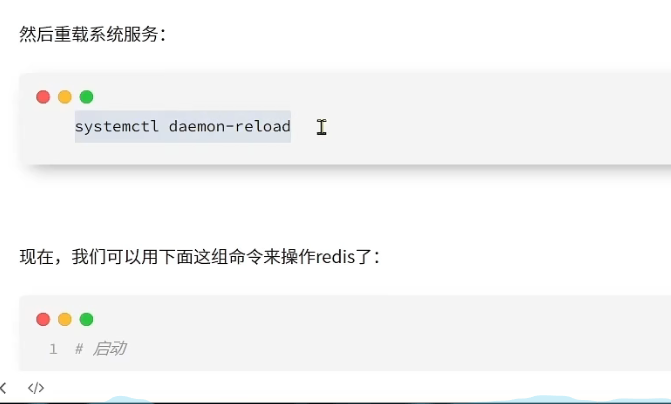 然后重载系统服务：
systemctl daemon-reload
现在，我们可以用下面这组命令来操作redis了：
1 # 启动